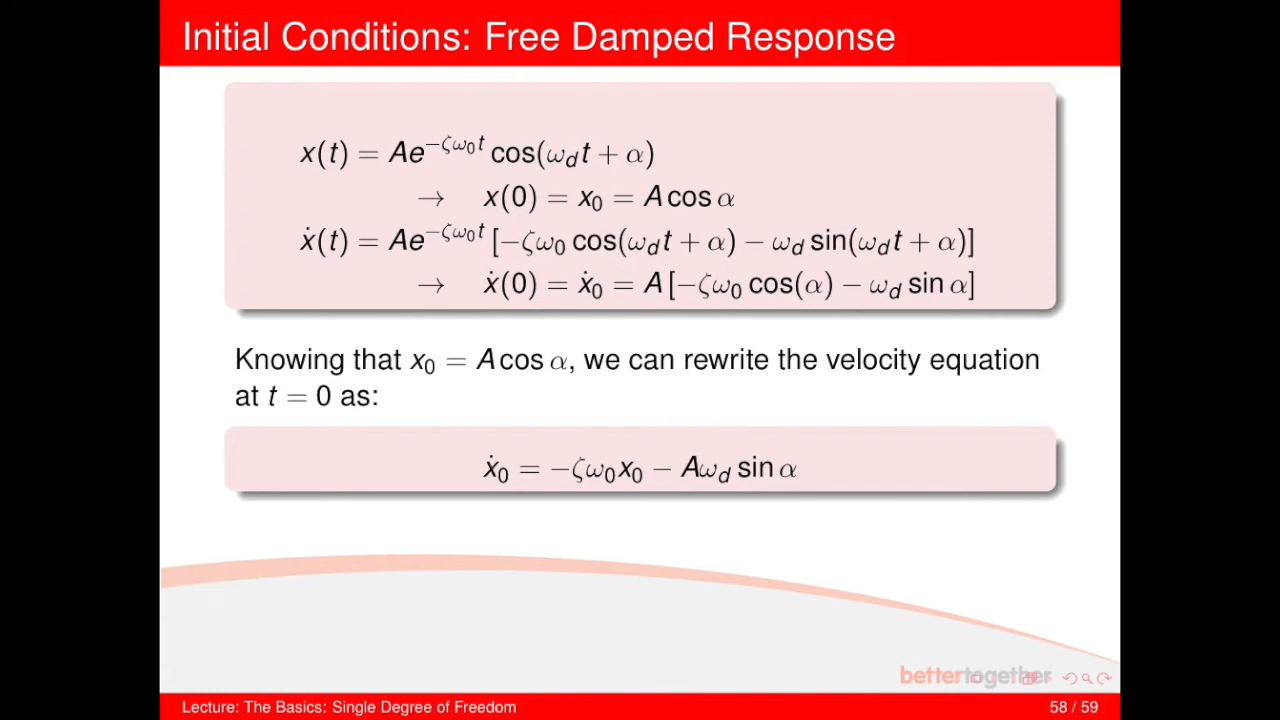 Initial Conditions: Free Damped Response
x(t) = Ae^{−ζω₀t} cos(ω_d t + α)
→ x(0) = x₀ = A cos α
ẋ(t) = Ae^{−ζω₀t} [−ζω₀ cos(ω_d t + α) − ω_d sin(ω_d t + α)]
→ ẋ(0) = ẋ₀ = A [−ζω₀ cos(α) − ω_d sin α]
Knowing that x₀ = A cos α, we can rewrite the velocity equation
at t = 0 as:
ẋ₀ = −ζω₀x₀ − Aω_d sin α
bettertogether
Lecture: The Basics: Single Degree of Freedom
58 / 59